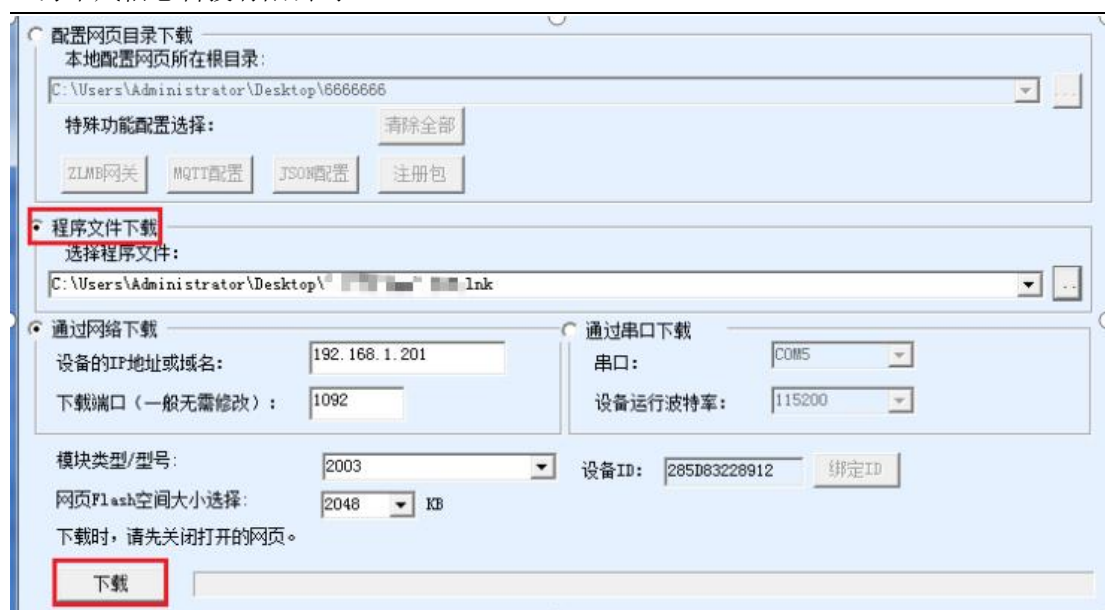 配置网页目录下载
本地配置网页所在根目录:
C:\Users\Administrator\Desktop\6666666
...
特殊功能配置选择:
清除全部
ZLMB网关 MQTT配置 JSON配置 注册包
程序文件下载
选择程序文件:
C:\Users\Administrator\Desktop\ lnk
..
通过网络下载 通过串口下载
设备的IP地址或域名: 192.168.1.201 串口: COM5
下载端口（一般无需修改）: 1092 设备运行波特率: 115200
模块类型/型号: 2003 设备ID: 285D83228912 绑定ID
网页Flash空间大小选择: 2048 KB
下载时，请先关闭打开的网页。
下载